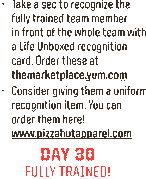 · Take a sec to recognize the
fully trained team member
in front of the whole team with
a Life Unboxed recognition
card. Order these at
themarketplace.yum.com
· Consider giving them a uniform
recognition item. You can
order them here!
www.pizzahutapparel.com
DAY 30
FULLY TRAINED!